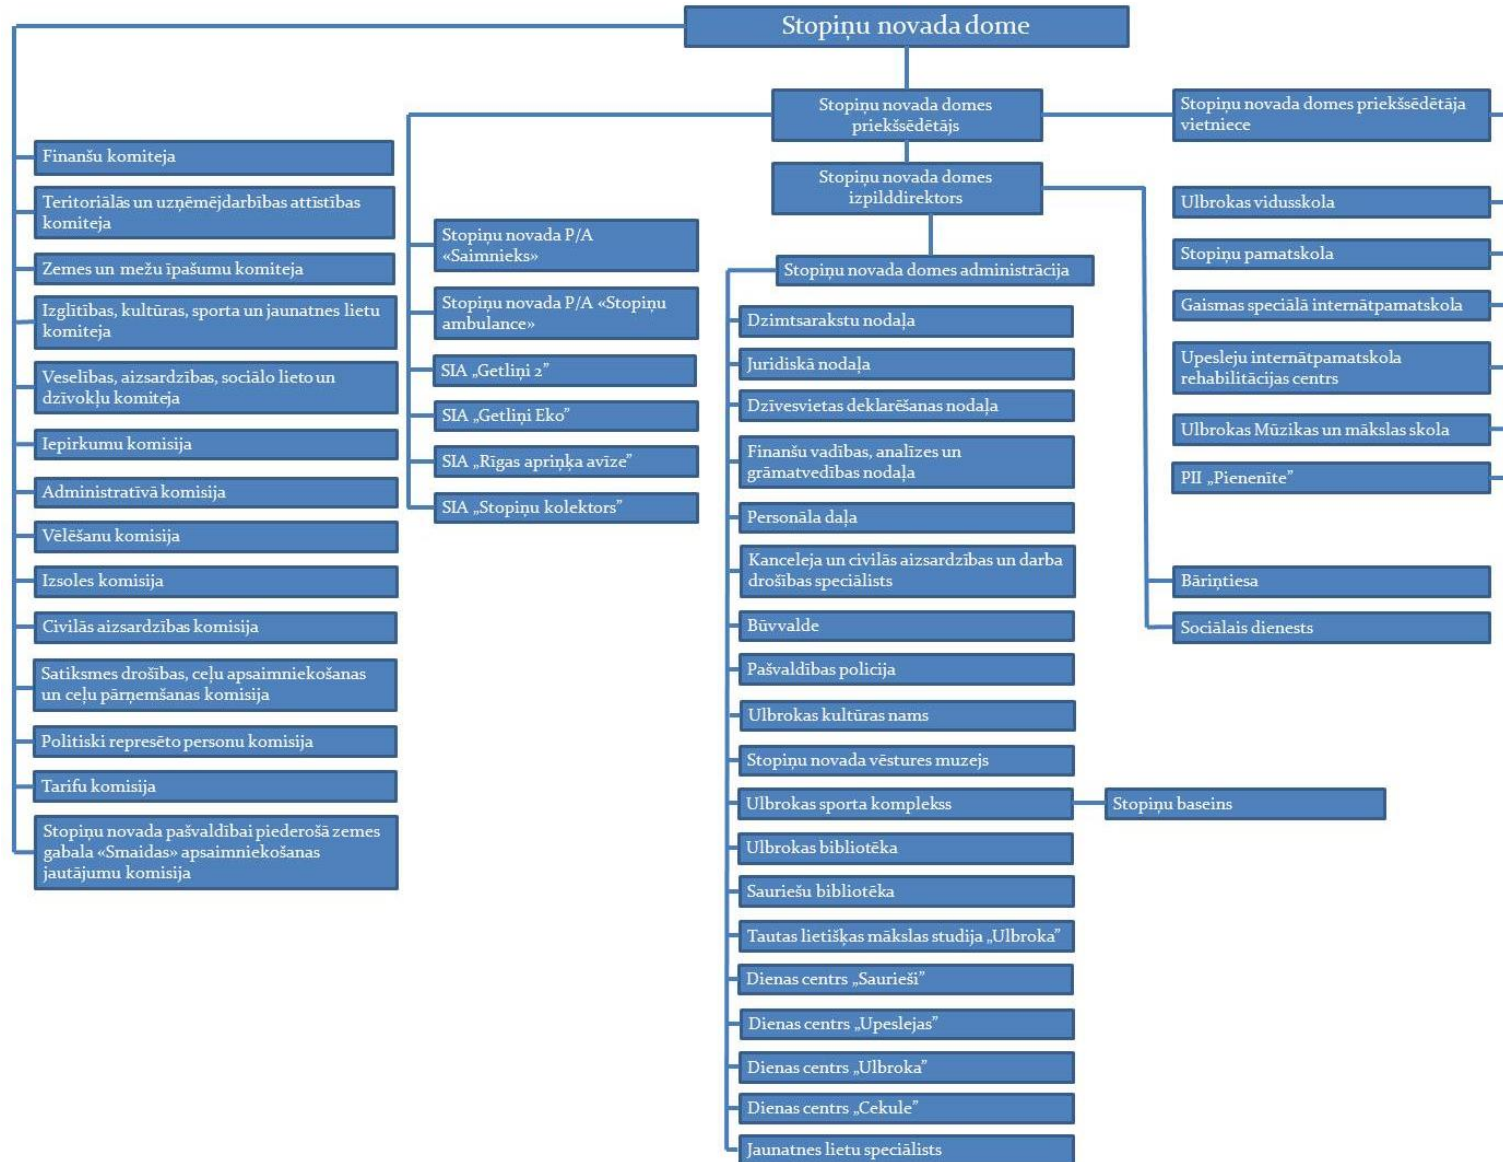 Stopiņu novada dome
Stopiņu novada domes
priekšsēdētājs
Stopiņu novada domes priekšsēdētāja
vietniece
Stopiņu novada domes
izpilddirektors
Stopiņu novada domes administrācija
Finanšu komiteja
Teritoriālās un uzņēmējdarbības attīstības
komiteja
Zemes un mežu īpašumu komiteja
Izglītības, kultūras, sporta un jaunatnes lietu
komiteja
Veselības, aizsardzības, sociālo lieto un
dzīvokļu komiteja
Iepirkumu komisija
Administratīvā komisija
Vēlēšanu komisija
Izsoles komisija
Civilās aizsardzības komisija
Satiksmes drošības, ceļu apsaimniekošanas
un ceļu pārņemšanas komisija
Politiski represēto personu komisija
Tarifu komisija
Stopiņu novada pašvaldībai piederošā zemes
gabala «Smaidas» apsaimniekošanas
jautājumu komisija
Stopiņu novada P/A
«Saimnieks»
Stopiņu novada P/A «Stopiņu
ambulance»
SIA „Getliņi 2”
SIA „Getliņi Eko”
SIA „Rīgas apriņķa avīze”
SIA „Stopiņu kolektors”
Dzimtsarakstu nodaļa
Juridiskā nodaļa
Dzīvesvietas deklarēšanas nodaļa
Finanšu vadības, analīzes un
grāmatvedības nodaļa
Personāla daļa
Kanceleja un civilās aizsardzības un darba
drošības speciālists
Būvvalde
Pašvaldības policija
Ulbrokas kultūras nams
Stopiņu novada vēstures muzejs
Ulbrokas sporta komplekss
Stopiņu baseins
Ulbrokas bibliotēka
Sauriešu bibliotēka
Tautas lietišķas mākslas studija „Ulbroka”
Dienas centrs „Saurieši”
Dienas centrs „Upeslejas”
Dienas centrs „Ulbroka”
Dienas centrs „Cekule”
Jaunatnes lietu speciālists
Ulbrokas vidusskola
Stopiņu pamatskola
Gaismas speciālā internātpamatskola
Upesleju internātpamatskola
rehabilitācijas centrs
Ulbrokas Mūzikas un mākslas skola
PII „Pienenīte”
Bāriņtiesa
Sociālais dienests